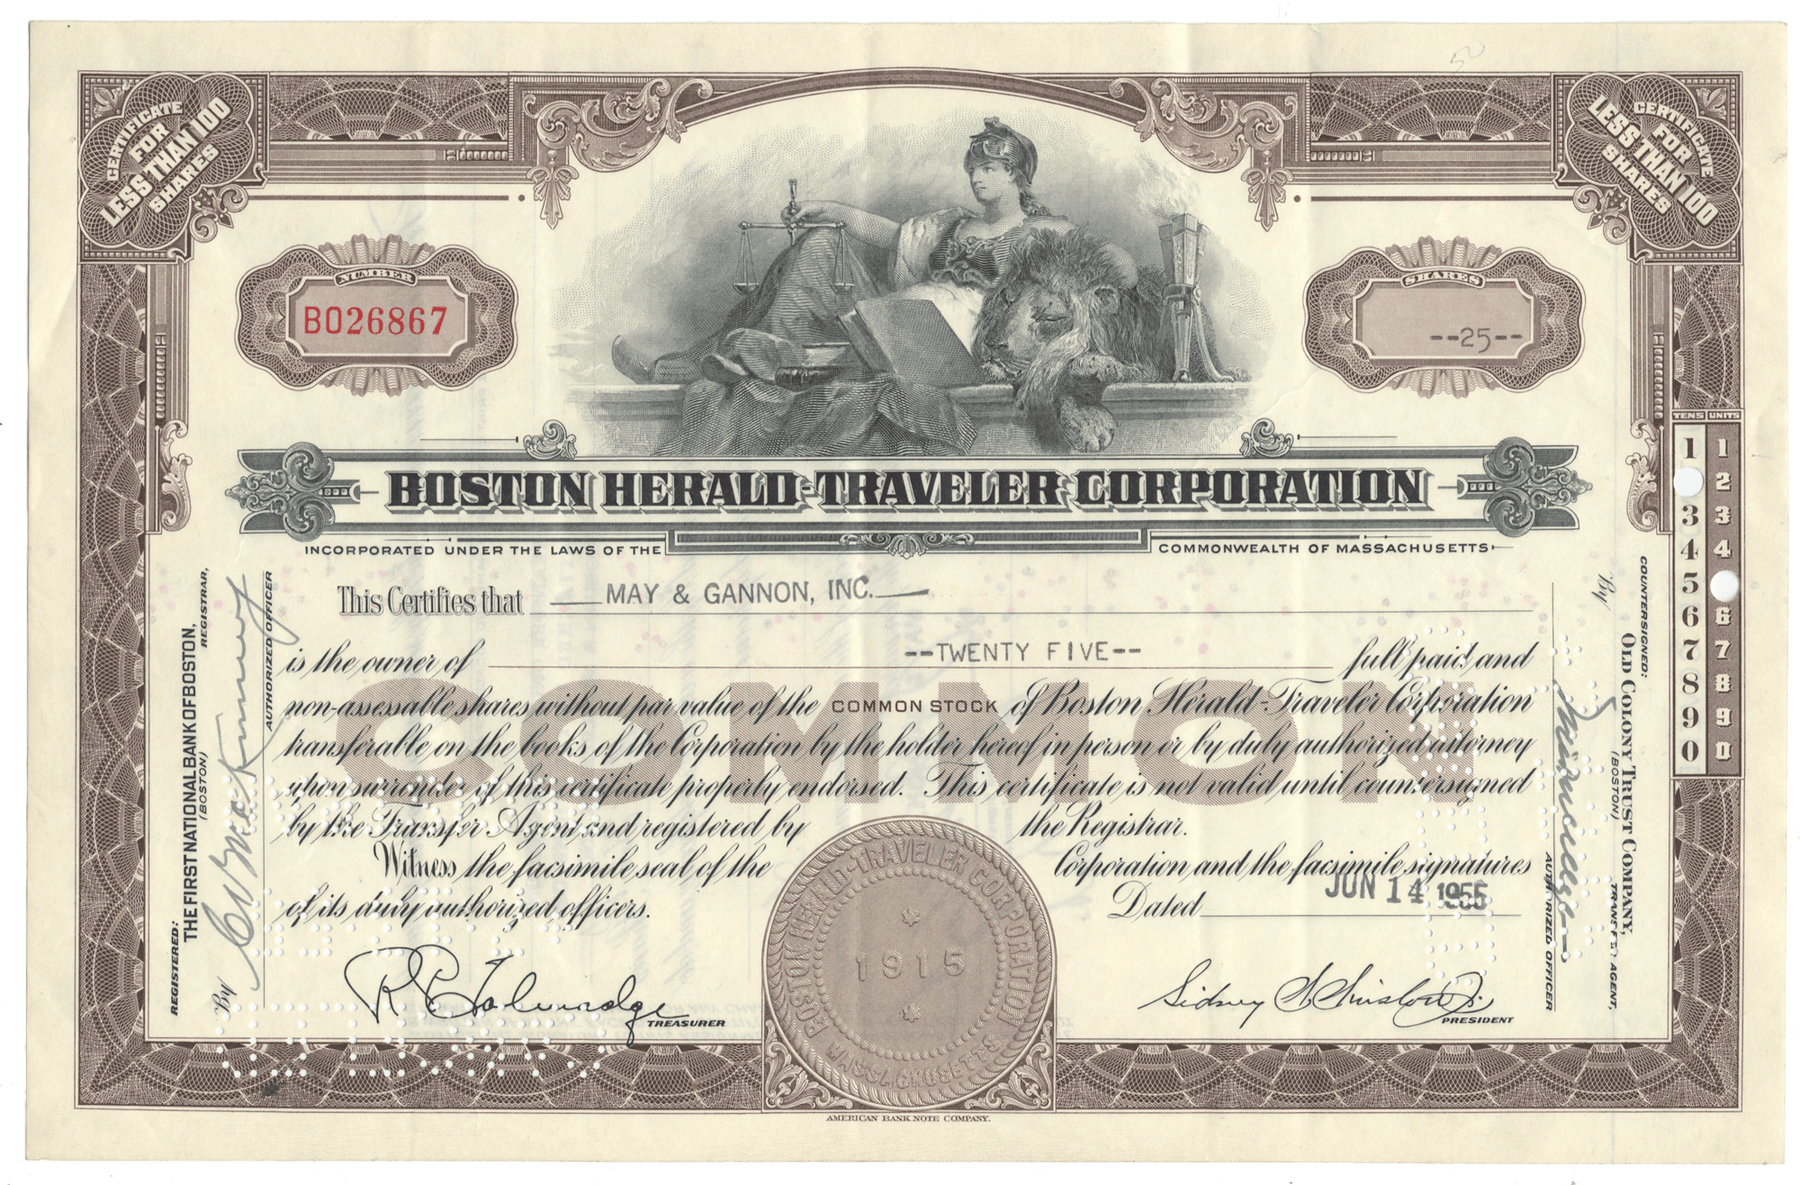 CERTIFICATE
FOR
LESS THAN 100
SHARES
CERTIFICATE
FOR
LESS THAN 100
SHARES
NUMBER
BO26867
SHARES
--25--
BOSTON HERALD-TRAVELER CORPORATION
INCORPORATED UNDER THE LAWS OF THE COMMONWEALTH OF MASSACHUSETTS
This Certifies that MAY & GANNON, INC.
is the owner of --TWENTY FIVE-- full paid and
non-assessable shares without par value of the COMMON STOCK of Boston Herald-Traveler Corporation
transferable on the books of the Corporation by the holder hereof in person or by duly authorized attorney
upon surrender of this certificate properly endorsed. This certificate is not valid until countersigned
by the Transfer Agent and registered by the Registrar.
Witness the facsimile seal of the Corporation and the facsimile signatures
of its duly authorized officers. Dated JUN 14 1955
COMMON
TREASURER
Sidney W. Winslow Jr.
PRESIDENT
BOSTON HERALD-TRAVELER CORPORATION
1915
MASSACHUSETTS
AMERICAN BANK NOTE COMPANY.
REGISTERED:
THE FIRST NATIONAL BANK OF BOSTON,
(BOSTON)
REGISTRAR,
By
AUTHORIZED OFFICER
COUNTERSIGNED:
OLD COLONY TRUST COMPANY,
(BOSTON)
TRANSFER AGENT,
By
AUTHORIZED OFFICER
TENS UNITS
1 1
2
3 3
4 4
5
6 6
7 7
8 8
9 9
0 0